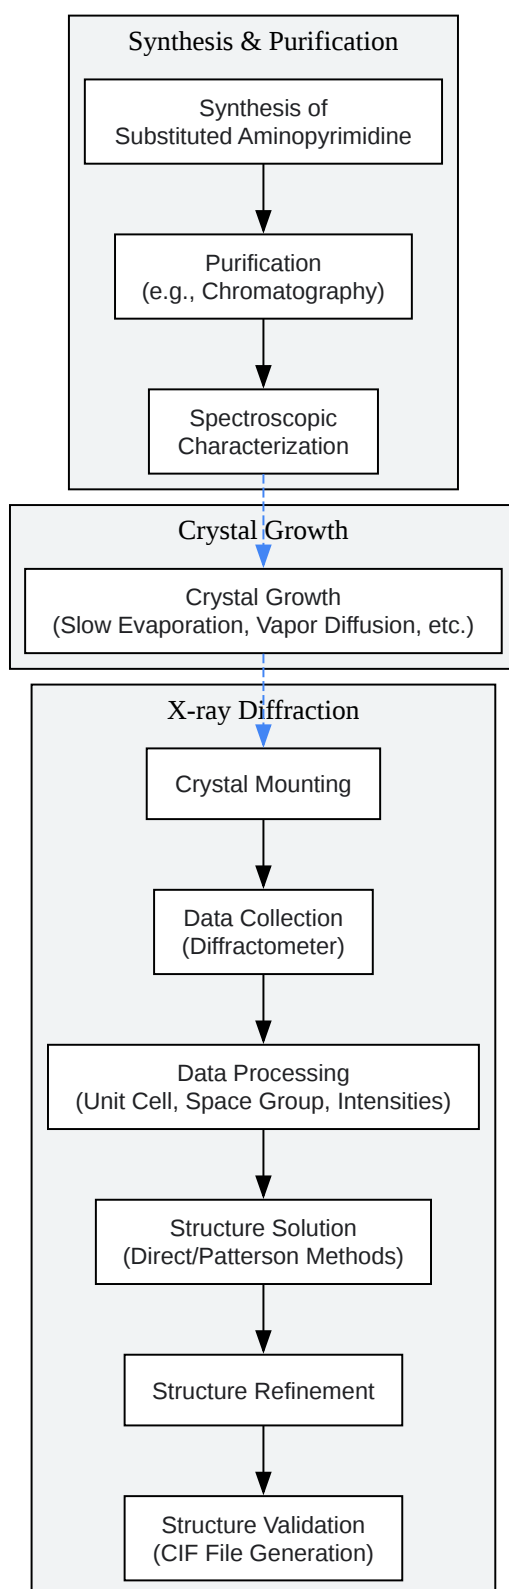 Synthesis & Purification
Synthesis of
Substituted Aminopyrimidine
Purification
(e.g., Chromatography)
Spectroscopic
Characterization
Crystal Growth
Crystal Growth
(Slow Evaporation, Vapor Diffusion, etc.)
X-ray Diffraction
Crystal Mounting
Data Collection
(Diffractometer)
Data Processing
(Unit Cell, Space Group, Intensities)
Structure Solution
(Direct/Patterson Methods)
Structure Refinement
Structure Validation
(CIF File Generation)